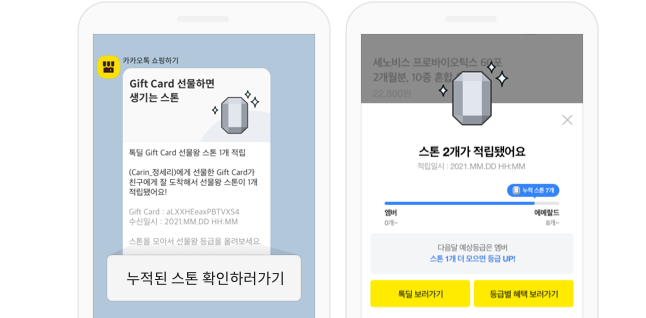 카카오톡 쇼핑하기
Gift Card 선물하면
생기는 스톤
톡딜 Gift Card 선물왕 스톤 1개 적립
(Carin_정세리)에게 선물한 Gift Card가
친구에게 잘 도착해서 선물왕 스톤이 1개
적립됐어요!
Gift Card : aLXXHEeaxPBTVXS4
수신일시 : 2021.MM.DD HH:MM
스톤을 모아서 선물왕 등급을 올려보세요.
누적된 스톤 확인하러가기
세노비스 프로바이오틱스 60포
2개월분, 10종 혼합
22,800원
스톤 2개가 적립됐어요
적립일시 : 2021.MM.DD HH:MM
누적 스톤 7개
엠버
에메랄드
0개~
8개~
다음달 예상등급은 엠버
스톤 1개 더 모으면 등급 UP!
톡딜 보러가기
등급별 혜택 보러가기